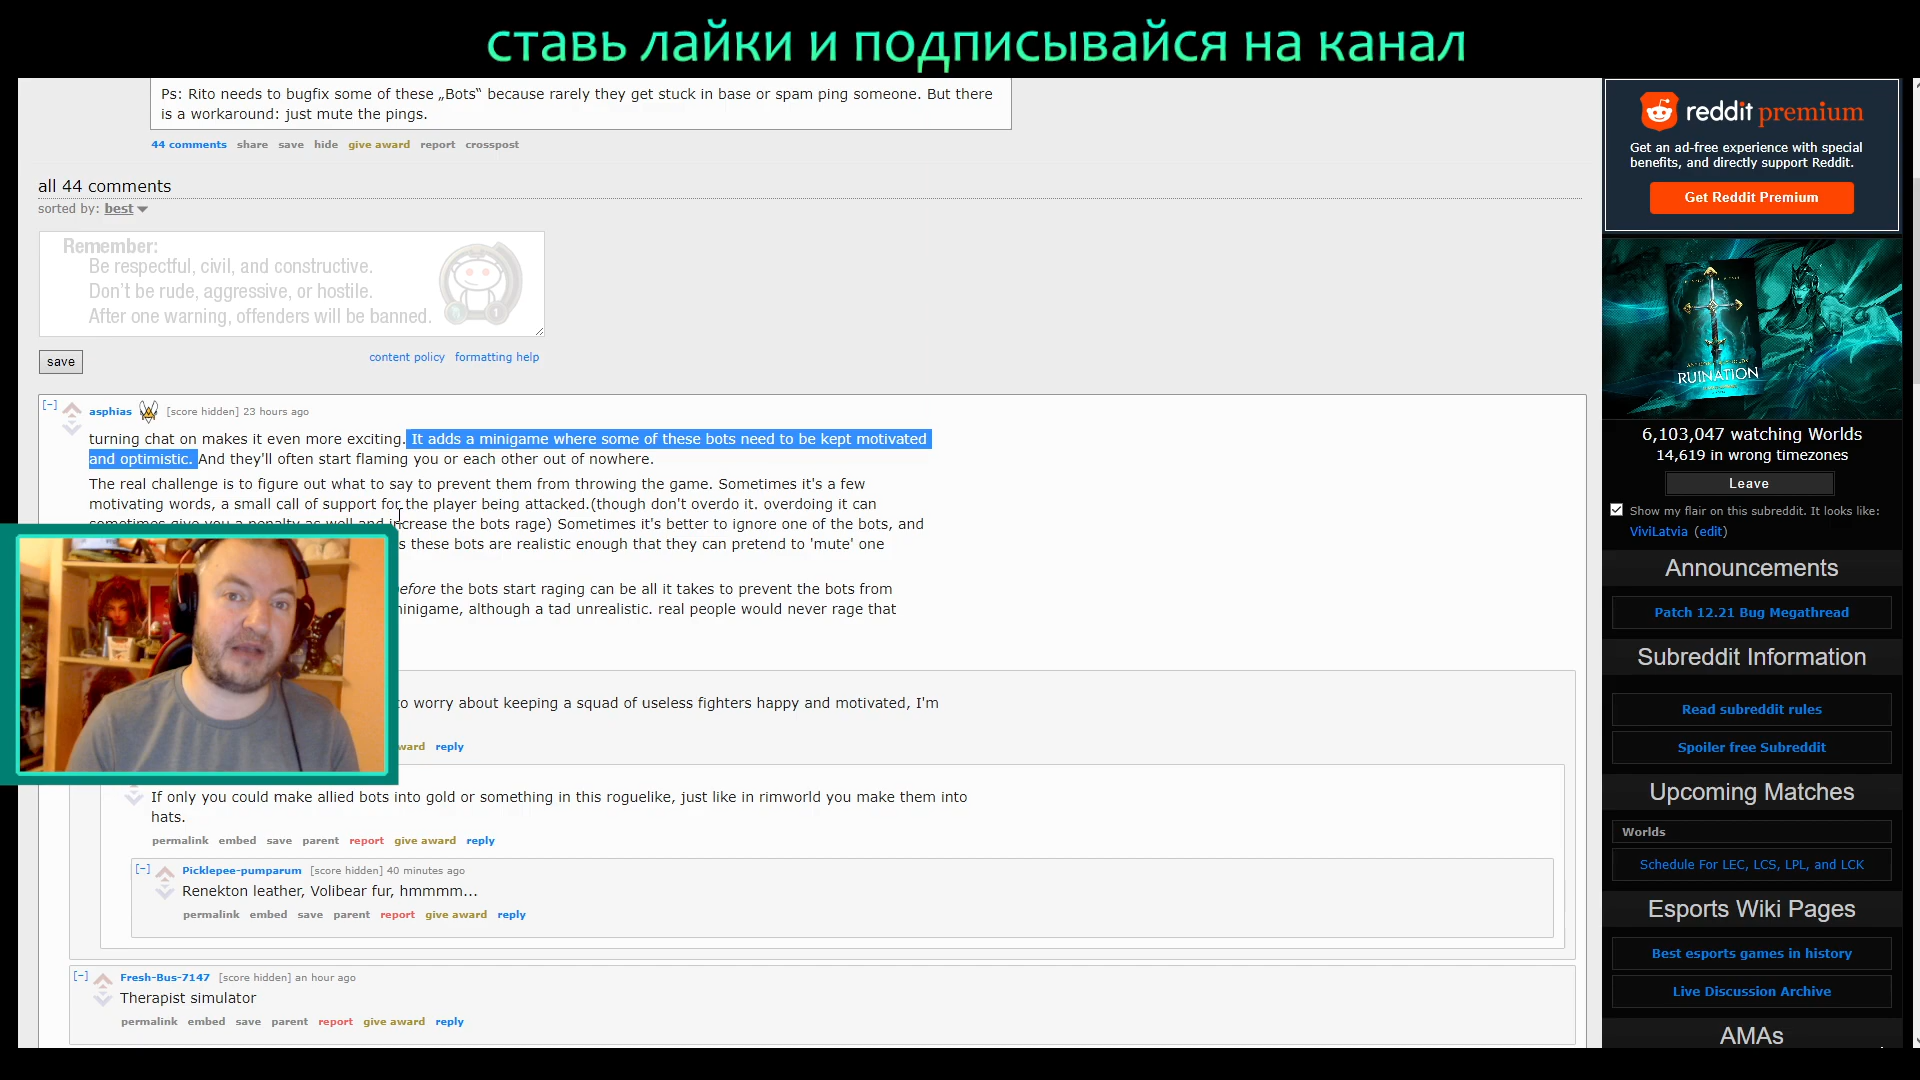 ставь лайки и подписывайся на канал
Ps: Rito needs to bugfix some of these „Bots“ because rarely they get stuck in base or spam ping someone. But there
is a workaround: just mute the pings.
44 comments share save hide give award report crosspost
all 44 comments
sorted by: best
Remember:
Be respectful, civil, and constructive.
Don't be rude, aggressive, or hostile.
After one warning, offenders will be banned.
save
content policy formatting help
[–] asphias [score hidden] 23 hours ago
turning chat on makes it even more exciting. It adds a minigame where some of these bots need to be kept motivated
and optimistic. And they'll often start flaming you or each other out of nowhere.
The real challenge is to figure out what to say to prevent them from throwing the game. Sometimes it's a few
motivating words, a small call of support for the player being attacked.(though don't overdo it. overdoing it can
sometimes give you a penalty as well and increase the bots rage) Sometimes it's better to ignore one of the bots, and
s these bots are realistic enough that they can pretend to 'mute' one
efore the bots start raging can be all it takes to prevent the bots from
minigame, although a tad unrealistic. real people would never rage that
to worry about keeping a squad of useless fighters happy and motivated, I'm
ward reply
If only you could make allied bots into gold or something in this roguelike, just like in rimworld you make them into
hats.
permalink embed save parent report give award reply
[–] Picklepee-pumparum [score hidden] 40 minutes ago
Renekton leather, Volibear fur, hmmmm...
permalink embed save parent report give award reply
[–] Fresh-Bus-7147 [score hidden] an hour ago
Therapist simulator
permalink embed save parent report give award reply
reddit premium
Get an ad-free experience with special
benefits, and directly support Reddit.
Get Reddit Premium
RUINATION
6,103,047 watching Worlds
14,619 in wrong timezones
Leave
Show my flair on this subreddit. It looks like:
ViviLatvia (edit)
Announcements
Patch 12.21 Bug Megathread
Subreddit Information
Read subreddit rules
Spoiler free Subreddit
Upcoming Matches
Worlds
Schedule For LEC, LCS, LPL, and LCK
Esports Wiki Pages
Best esports games in history
Live Discussion Archive
AMAs